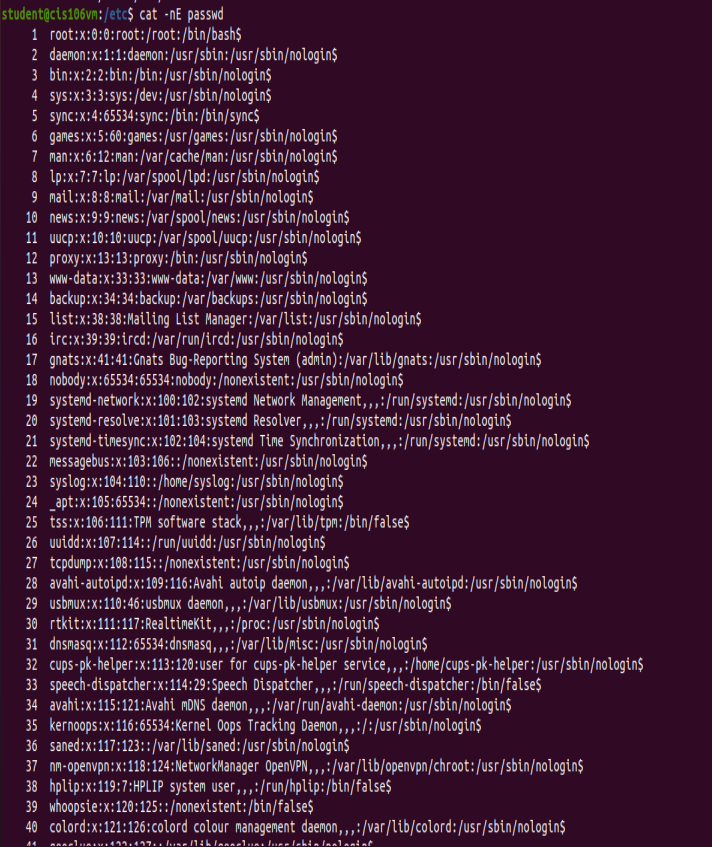 student@cis106vm:/etc$ cat -nE passwd
1 root:x:0:0:root:/root:/bin/bash$
2 daemon:x:1:1:daemon:/usr/sbin:/usr/sbin/nologin$
3 bin:x:2:2:bin:/bin:/usr/sbin/nologin$
4 sys:x:3:3:sys:/dev:/usr/sbin/nologin$
5 sync:x:4:65534:sync:/bin:/bin/sync$
6 games:x:5:60:games:/usr/games:/usr/sbin/nologin$
7 man:x:6:12:man:/var/cache/man:/usr/sbin/nologin$
8 lp:x:7:7:lp:/var/spool/lpd:/usr/sbin/nologin$
9 mail:x:8:8:mail:/var/mail:/usr/sbin/nologin$
10 news:x:9:9:news:/var/spool/news:/usr/sbin/nologin$
11 uucp:x:10:10:uucp:/var/spool/uucp:/usr/sbin/nologin$
12 proxy:x:13:13:proxy:/bin:/usr/sbin/nologin$
13 www-data:x:33:33:www-data:/var/www:/usr/sbin/nologin$
14 backup:x:34:34:backup:/var/backups:/usr/sbin/nologin$
15 list:x:38:38:Mailing List Manager:/var/list:/usr/sbin/nologin$
16 irc:x:39:39:ircd:/var/run/ircd:/usr/sbin/nologin$
17 gnats:x:41:41:Gnats Bug-Reporting System (admin):/var/lib/gnats:/usr/sbin/nologin$
18 nobody:x:65534:65534:nobody:/nonexistent:/usr/sbin/nologin$
19 systemd-network:x:100:102:systemd Network Management,,,:/run/systemd:/usr/sbin/nologin$
20 systemd-resolve:x:101:103:systemd Resolver,,,:/run/systemd:/usr/sbin/nologin$
21 systemd-timesync:x:102:104:systemd Time Synchronization,,,:/run/systemd:/usr/sbin/nologin$
22 messagebus:x:103:106::/nonexistent:/usr/sbin/nologin$
23 syslog:x:104:110::/home/syslog:/usr/sbin/nologin$
24 _apt:x:105:65534::/nonexistent:/usr/sbin/nologin$
25 tss:x:106:111:TPM software stack,,,:/var/lib/tpm:/bin/false$
26 uuidd:x:107:114::/run/uuidd:/usr/sbin/nologin$
27 tcpdump:x:108:115::/nonexistent:/usr/sbin/nologin$
28 avahi-autoipd:x:109:116:Avahi autoip daemon,,,:/var/lib/avahi-autoipd:/usr/sbin/nologin$
29 usbmux:x:110:46:usbmux daemon,,,:/var/lib/usbmux:/usr/sbin/nologin$
30 rtkit:x:111:117:RealtimeKit,,,:/proc:/usr/sbin/nologin$
31 dnsmasq:x:112:65534:dnsmasq,,,:/var/lib/misc:/usr/sbin/nologin$
32 cups-pk-helper:x:113:120:user for cups-pk-helper service,,,:/home/cups-pk-helper:/usr/sbin/nologin$
33 speech-dispatcher:x:114:29:Speech Dispatcher,,,:/run/speech-dispatcher:/bin/false$
34 avahi:x:115:121:Avahi mDNS daemon,,,:/var/run/avahi-daemon:/usr/sbin/nologin$
35 kernoops:x:116:65534:Kernel Oops Tracking Daemon,,,:/:/usr/sbin/nologin$
36 saned:x:117:123::/var/lib/saned:/usr/sbin/nologin$
37 nm-openvpn:x:118:124:NetworkManager OpenVPN,,,:/var/lib/openvpn/chroot:/usr/sbin/nologin$
38 hplip:x:119:7:HPLIP system user,,,:/run/hplip:/bin/false$
39 whoopsie:x:120:125::/nonexistent:/bin/false$
40 colord:x:121:126:colord colour management daemon,,,:/var/lib/colord:/usr/sbin/nologin$